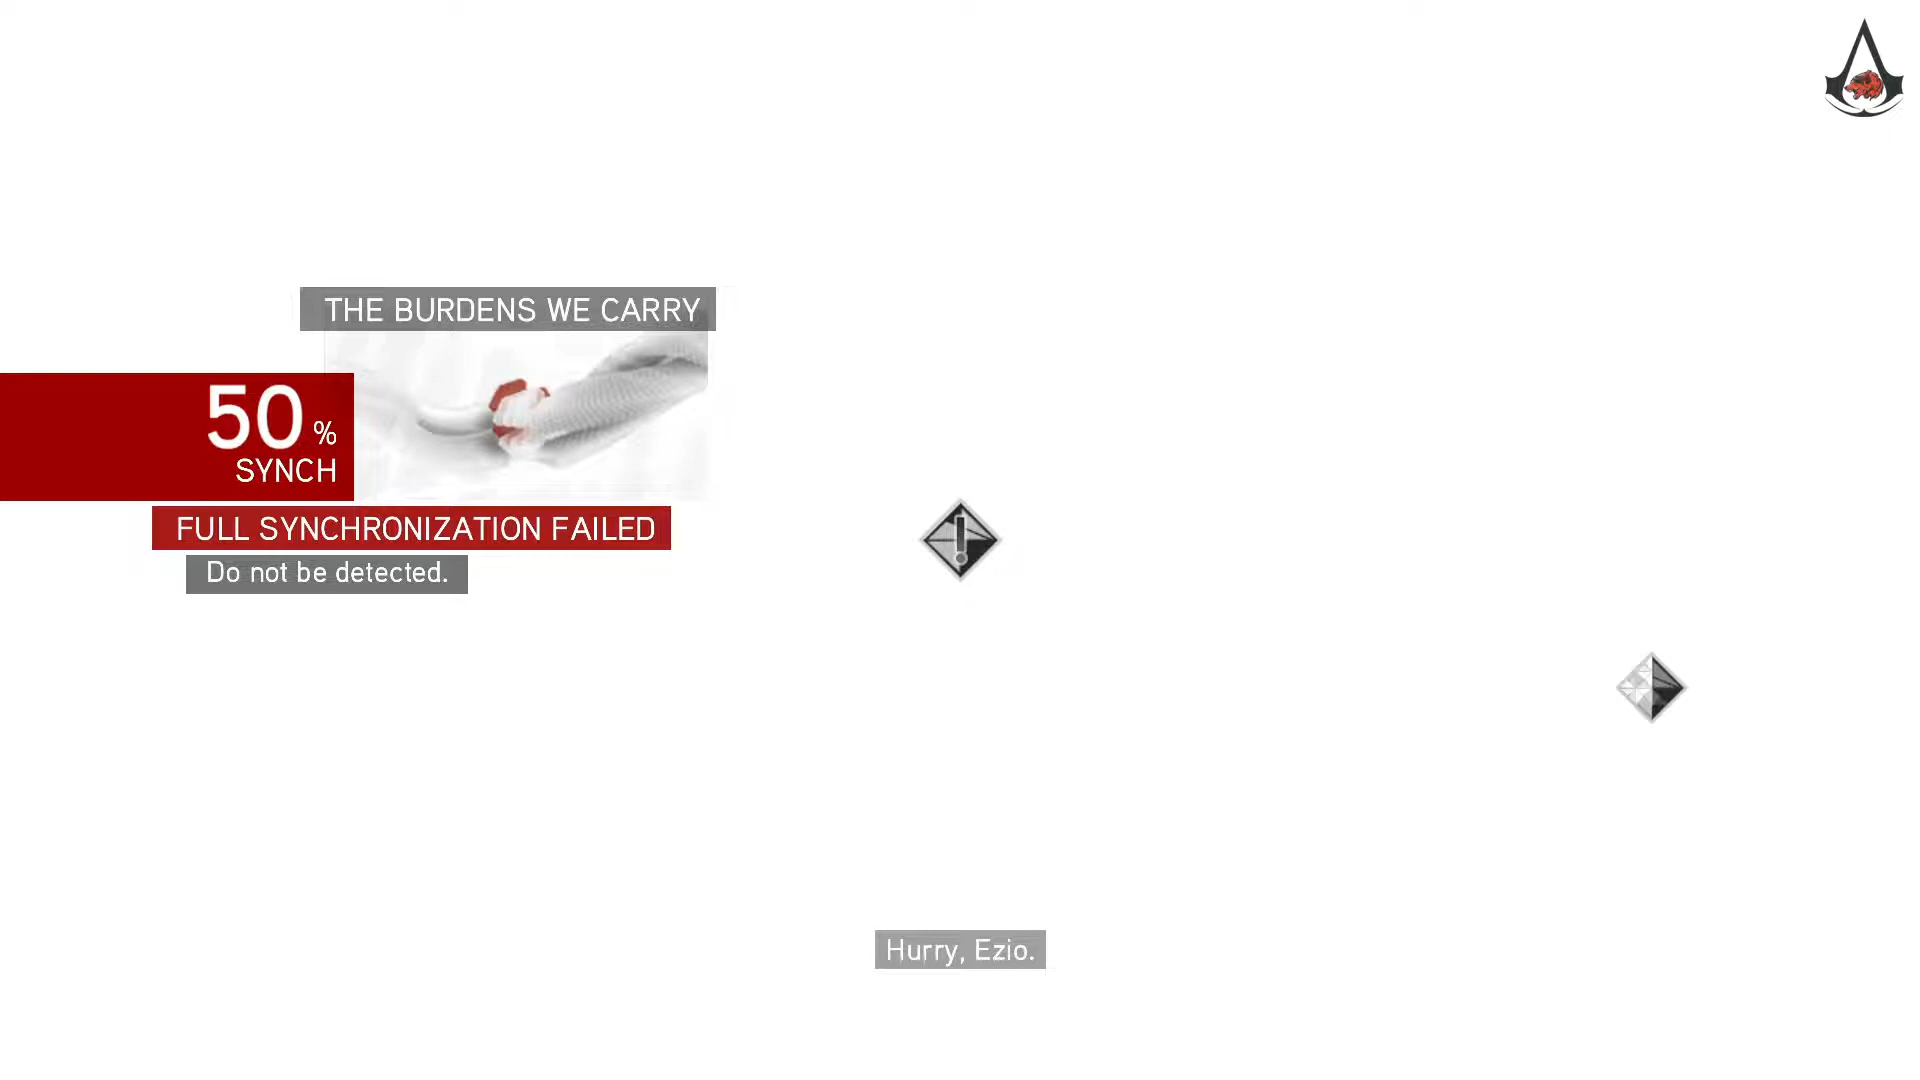 THE BURDENS WE CARRY
50 %
SYNCH
FULL SYNCHRONIZATION FAILED
Do not be detected.
Hurry, Ezio.